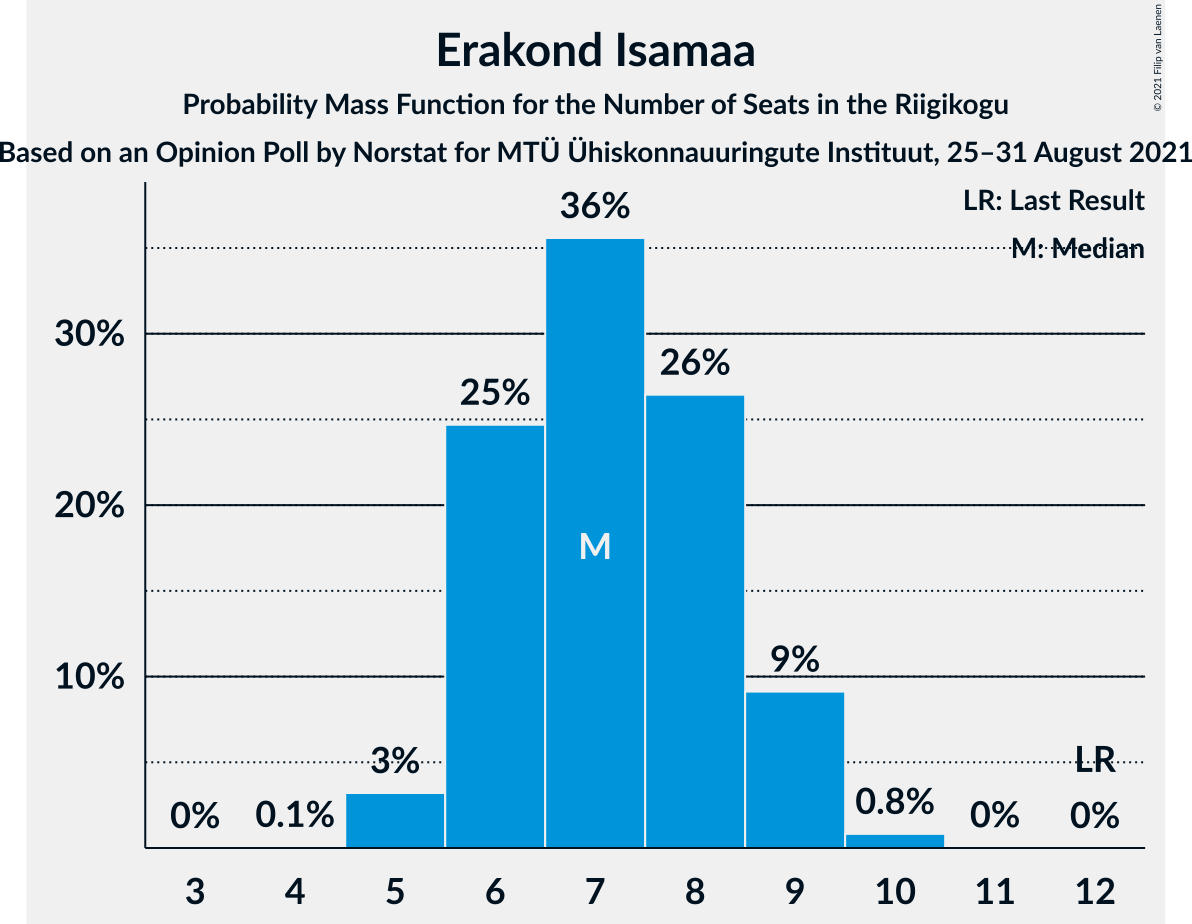 Erakond Isamaa
Probability Mass Function for the Number of Seats in the Riigikogu
Based on an Opinion Poll by Norstat for MTÜ Ühiskonnauuringute Instituut, 25–31 August 2021
© 2021 Filip van Laenen
LR: Last Result
M: Median
36%
30%
26%
25%
20%
M
10%
9%
3%
LR
0%
0.1%
0.8%
0%
0%
3 4 5 6 7 8 9 10 11 12